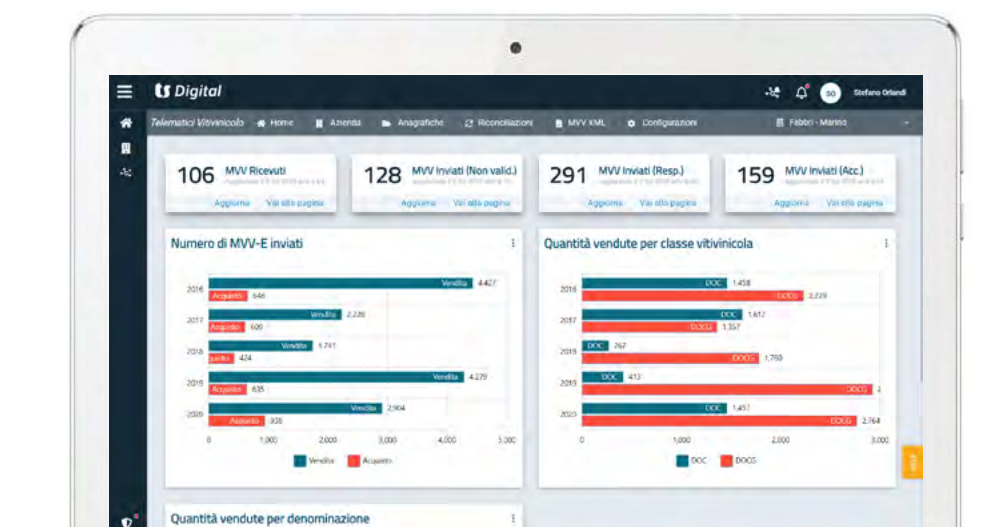 Digital
SO Stefano Orlandi
Telematici Vitivinicolo Home Azienda Anagrafiche Riconciliazioni MVV XML Configurazioni Fabbri - Marino
106 MVV Ricevuti
Aggiorna Vai alla pagina
128 MVV Inviati (Non valid.)
Aggiorna Vai alla pagina
291 MVV Inviati (Resp.)
Aggiorna Vai alla pagina
159 MVV Inviati (Acc.)
Aggiorna Vai alla pagina
Numero di MVV-E inviati
2016 Vendita 4,427
Acquisto 646
2017 Vendita
Acquisto 600
2018 Vendita 1,741
424
2019 Vendita 4,279
Acquisto 635
2020 Vendita 2,904
Acquisto
0 1,000 2,000 3,000 4,000 5,000
Vendita Acquisto
Quantità vendute per classe vitivinicola
2016 DOC 1,458
DOCG 2,229
2017 DOC 1,612
DOCG 1,357
2018 DOC 267
DOCG 1,780
2019 DOC 413
DOCG
2020 DOC 1,457
DOCG 2,764
0 1,000 2,000 3,000
DOC DOCG
HELP
Quantità vendute per denominazione